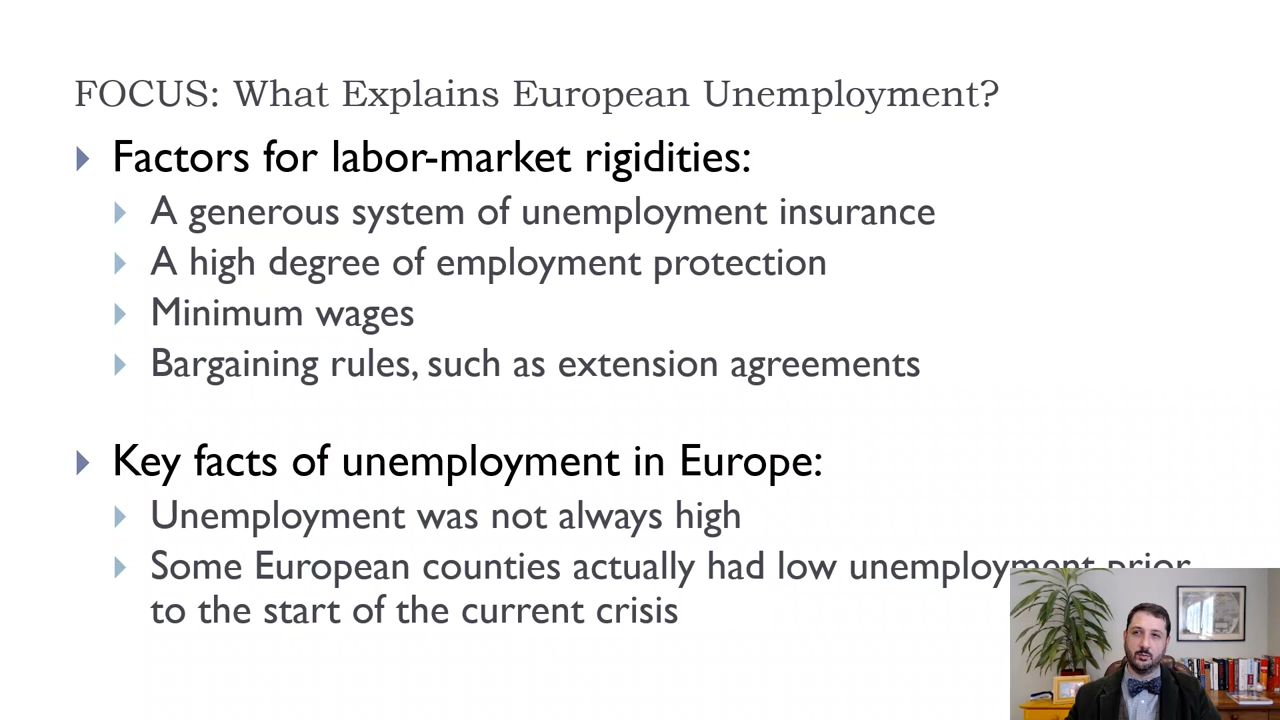 FOCUS: What Explains European Unemployment?
Factors for labor-market rigidities:
A generous system of unemployment insurance
A high degree of employment protection
Minimum wages
Bargaining rules, such as extension agreements
Key facts of unemployment in Europe:
Unemployment was not always high
Some European counties actually had low unemployment prior
to the start of the current crisis